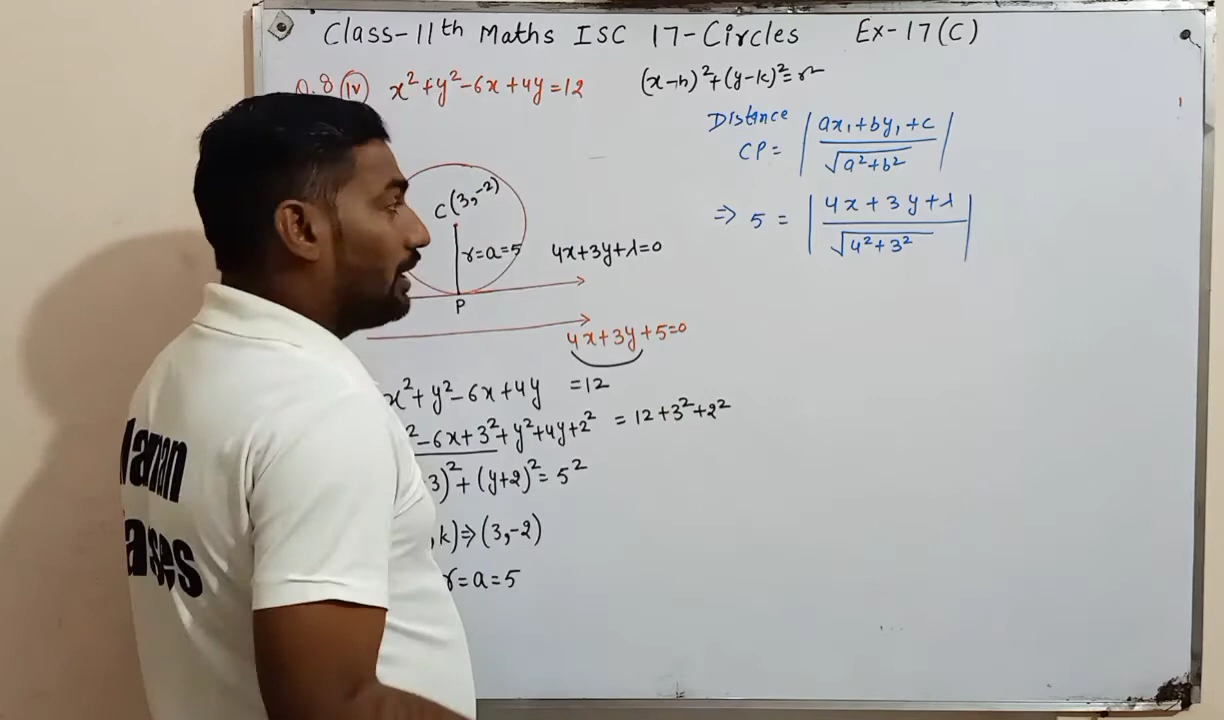 Class-11th Maths ISC 17-Circles Ex-17(C)
Q.8 (iv) x²+y²-6x+4y=12 (x-h)²+(y-k)²=r²
Distance
CP= |ax₁+by₁+c / √a²+b²|
⇒ 5 = |4x+3y+λ / √4²+3²|
C(3,-2)
r=a=5
4x+3y+λ=0
P
4x+3y+5=0
x²+y²-6x+4y =12
²-6x+3²+y²+4y+2² = 12+3²+2²
3)²+(y+2)²=5²
,k)⇒(3,-2)
r=a=5